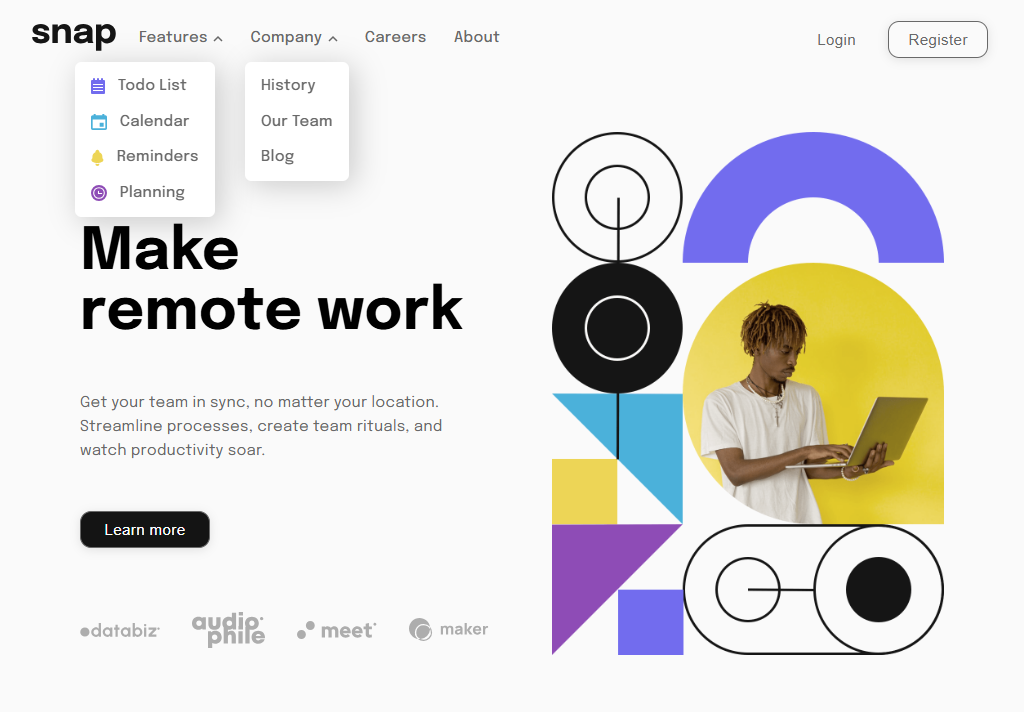 snap Features Company Careers About Login Register
Todo List
Calendar
Reminders
Planning
History
Our Team
Blog
Make
remote work
Get your team in sync, no matter your location.
Streamline processes, create team rituals, and
watch productivity soar.
Learn more
databiz audiophile meet maker